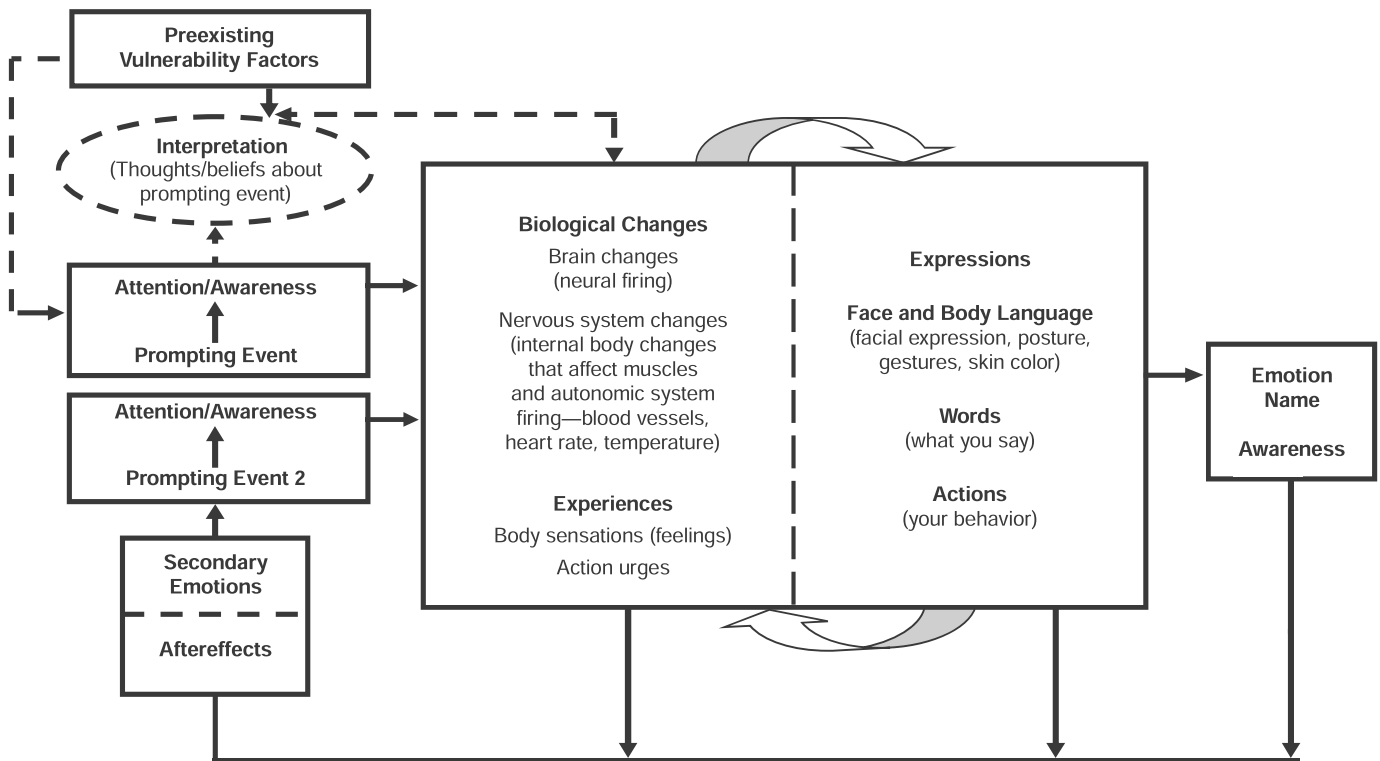 Preexisting
Vulnerability Factors
Interpretation
(Thoughts/beliefs about
prompting event)
Attention/Awareness
Prompting Event
Attention/Awareness
Prompting Event 2
Secondary
Emotions
Aftereffects
Biological Changes
Brain changes
(neural firing)
Nervous system changes
(internal body changes
that affect muscles
and autonomic system
firing—blood vessels,
heart rate, temperature)
Experiences
Body sensations (feelings)
Action urges
Expressions
Face and Body Language
(facial expression, posture,
gestures, skin color)
Words
(what you say)
Actions
(your behavior)
Emotion
Name
Awareness